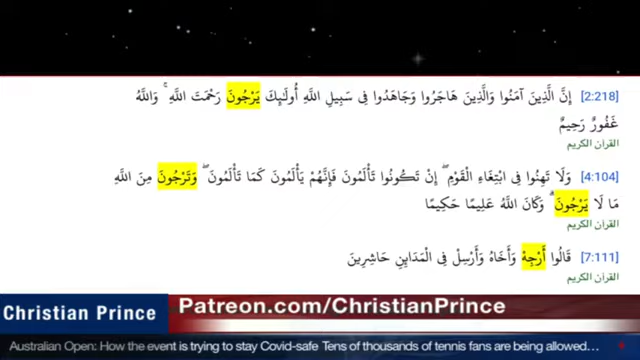 [2:218] إِنَّ الَّذِينَ آمَنُوا وَالَّذِينَ هَاجَرُوا وَجَاهَدُوا فِي سَبِيلِ اللَّهِ أُولَـٰئِكَ يَرْجُونَ رَحْمَتَ اللَّهِ ۚ وَاللَّهُ
غَفُورٌ رَحِيمٌ
القرآن الكريم
[4:104] وَلَا تَهِنُوا فِي ابْتِغَاءِ الْقَوْمِ ۖ إِنْ تَكُونُوا تَأْلَمُونَ فَإِنَّهُمْ يَأْلَمُونَ كَمَا تَأْلَمُونَ ۖ وَتَرْجُونَ مِنَ اللَّهِ
مَا لَا يَرْجُونَ ۗ وَكَانَ اللَّهُ عَلِيمًا حَكِيمًا
القرآن الكريم
[7:111] قَالُوا أَرْجِهْ وَأَخَاهُ وَأَرْسِلْ فِي الْمَدَايِنِ حَاشِرِينَ
القرآن الكريم
Christian Prince
Patreon.com/ChristianPrince
Australian Open: How the event is trying to stay Covid-safe Tens of thousands of tennis fans are being allowed…